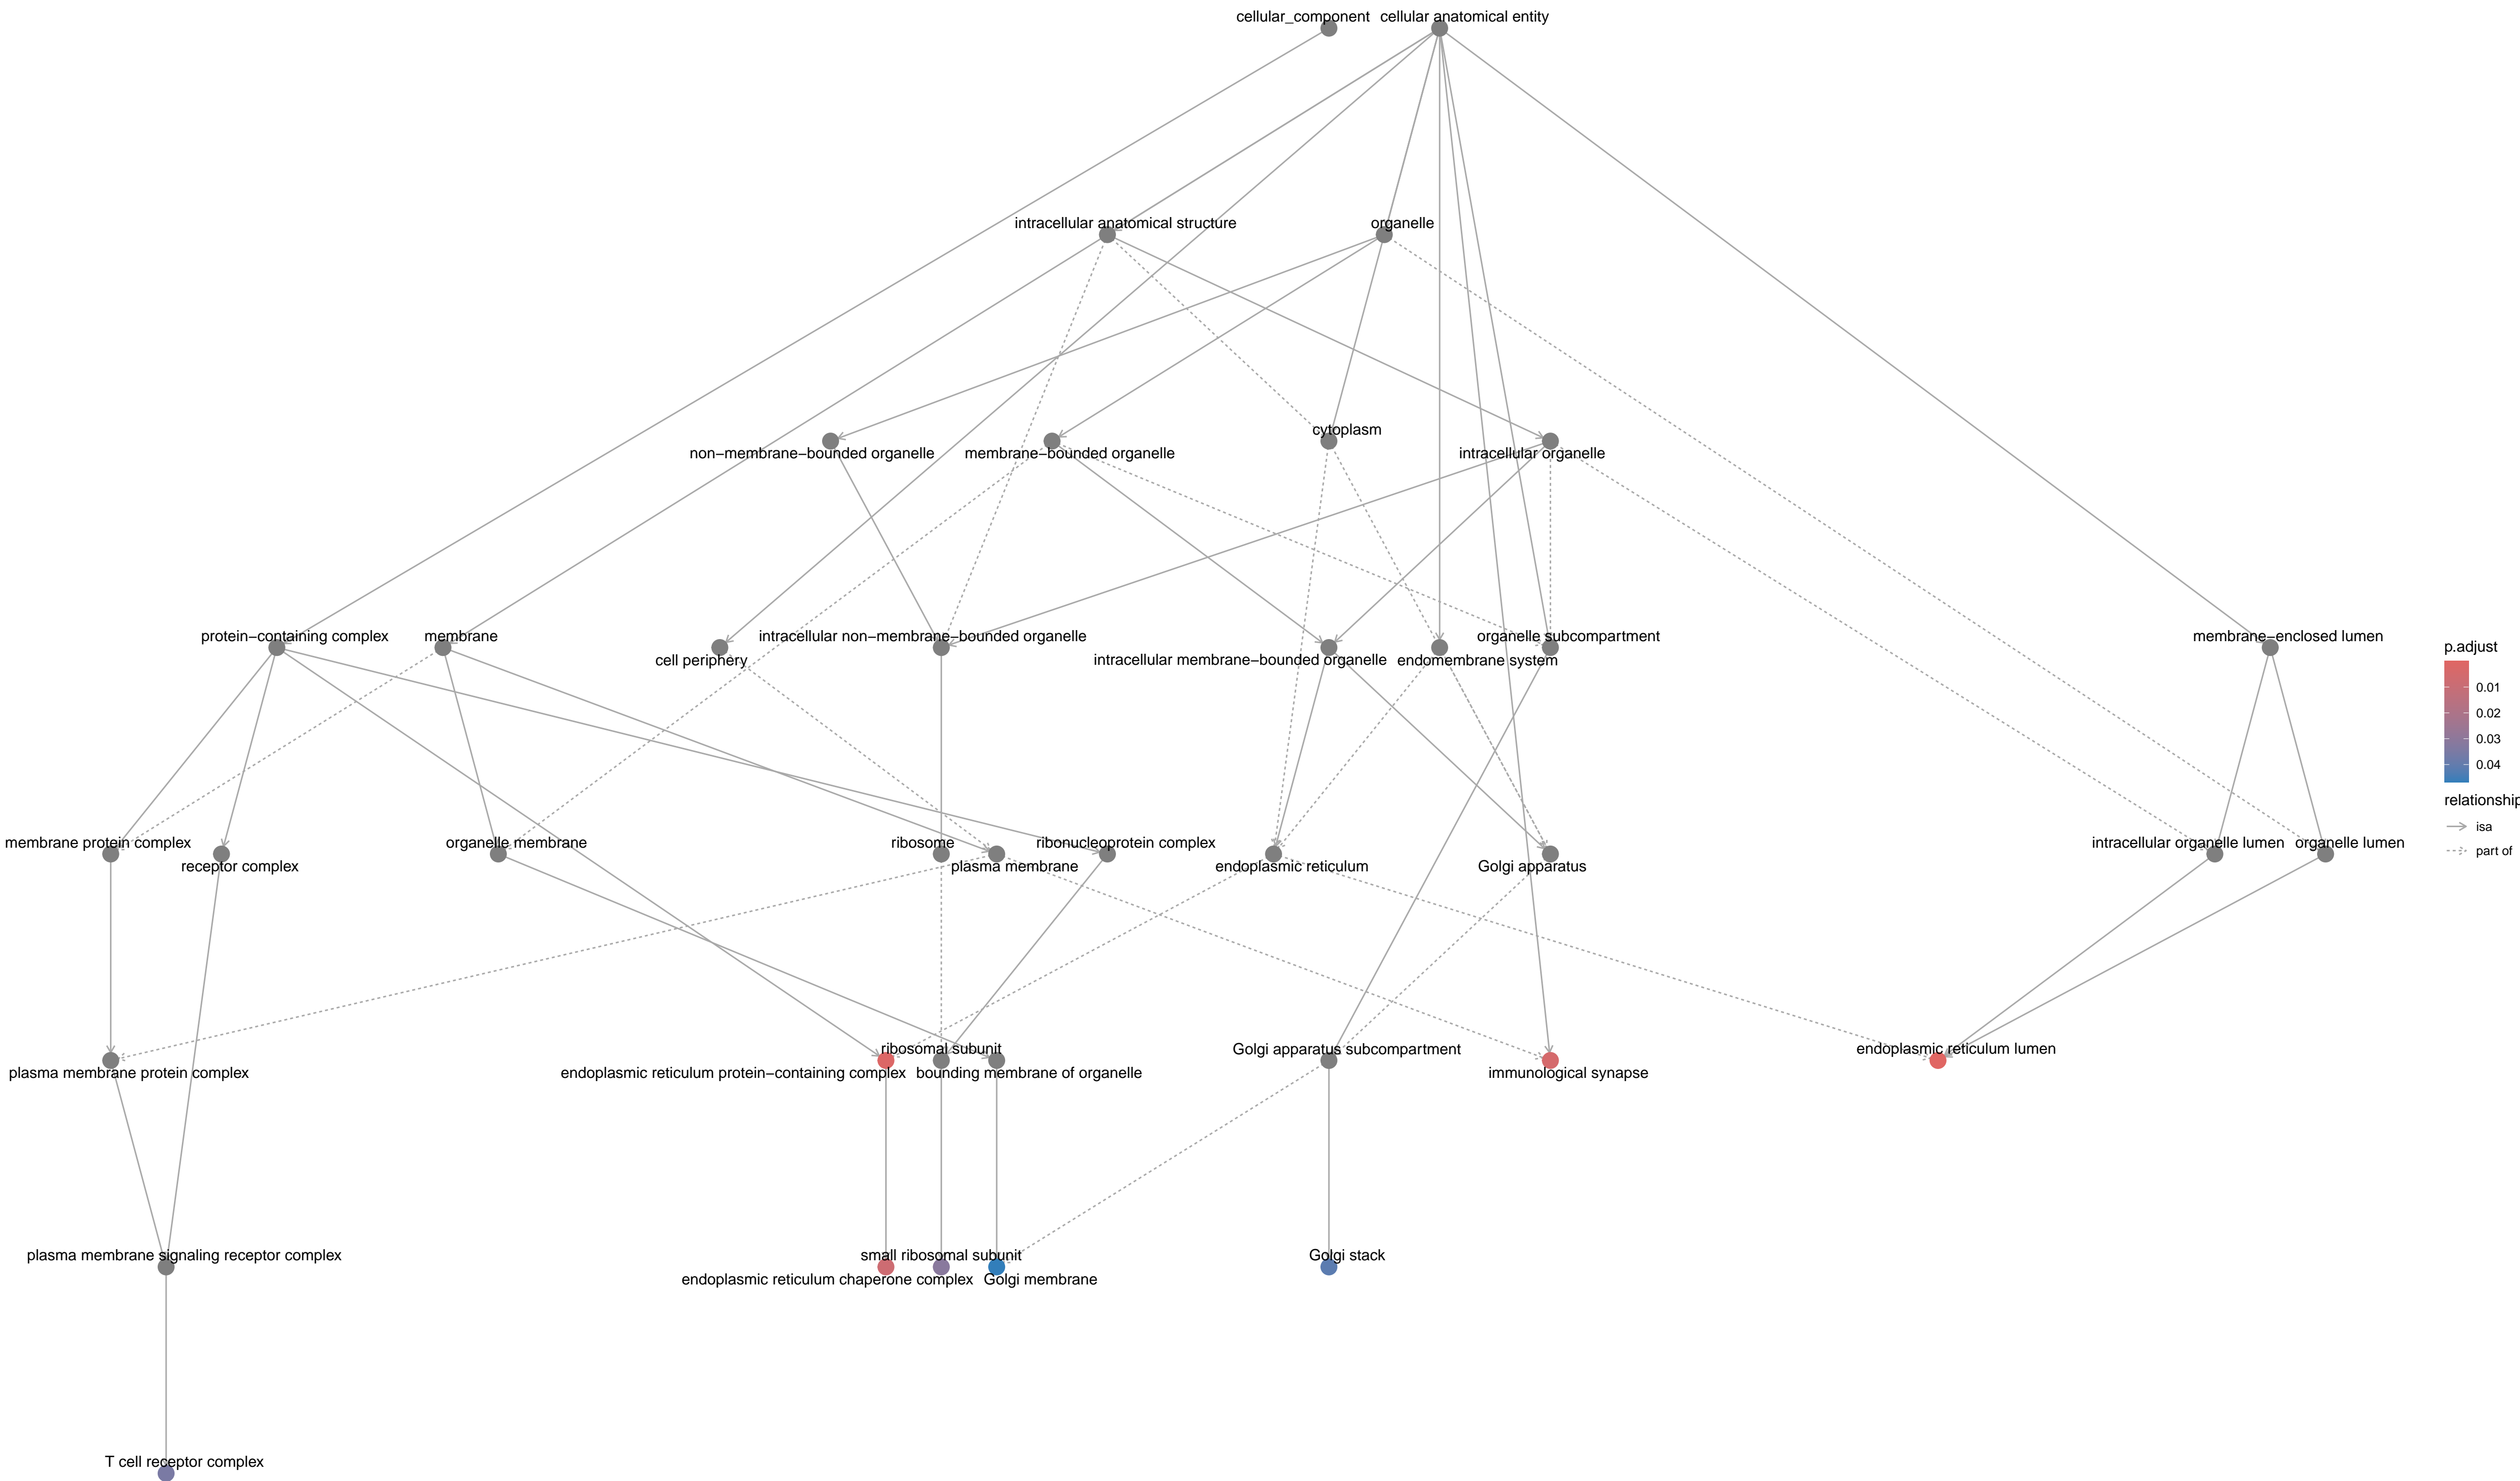 cellular_component
cellular anatomical entity
intracellular anatomical structure
organelle
cytoplasm
non−membrane−bounded organelle
membrane−bounded organelle
intracellular organelle
protein−containing complex
membrane
intracellular non−membrane−bounded organelle
organelle subcompartment
membrane−enclosed lumen
cell periphery
intracellular membrane−bounded organelle
endomembrane system
membrane protein complex
organelle membrane
ribosome
ribonucleoprotein complex
intracellular organelle lumen
organelle lumen
receptor complex
plasma membrane
endoplasmic reticulum
Golgi apparatus
ribosomal subunit
Golgi apparatus subcompartment
endoplasmic reticulum lumen
plasma membrane protein complex
endoplasmic reticulum protein−containing complex
bounding membrane of organelle
immunological synapse
plasma membrane signaling receptor complex
small ribosomal subunit
Golgi stack
endoplasmic reticulum chaperone complex
Golgi membrane
T cell receptor complex
p.adjust
0.01
0.02
0.03
0.04
relationship
isa
part of